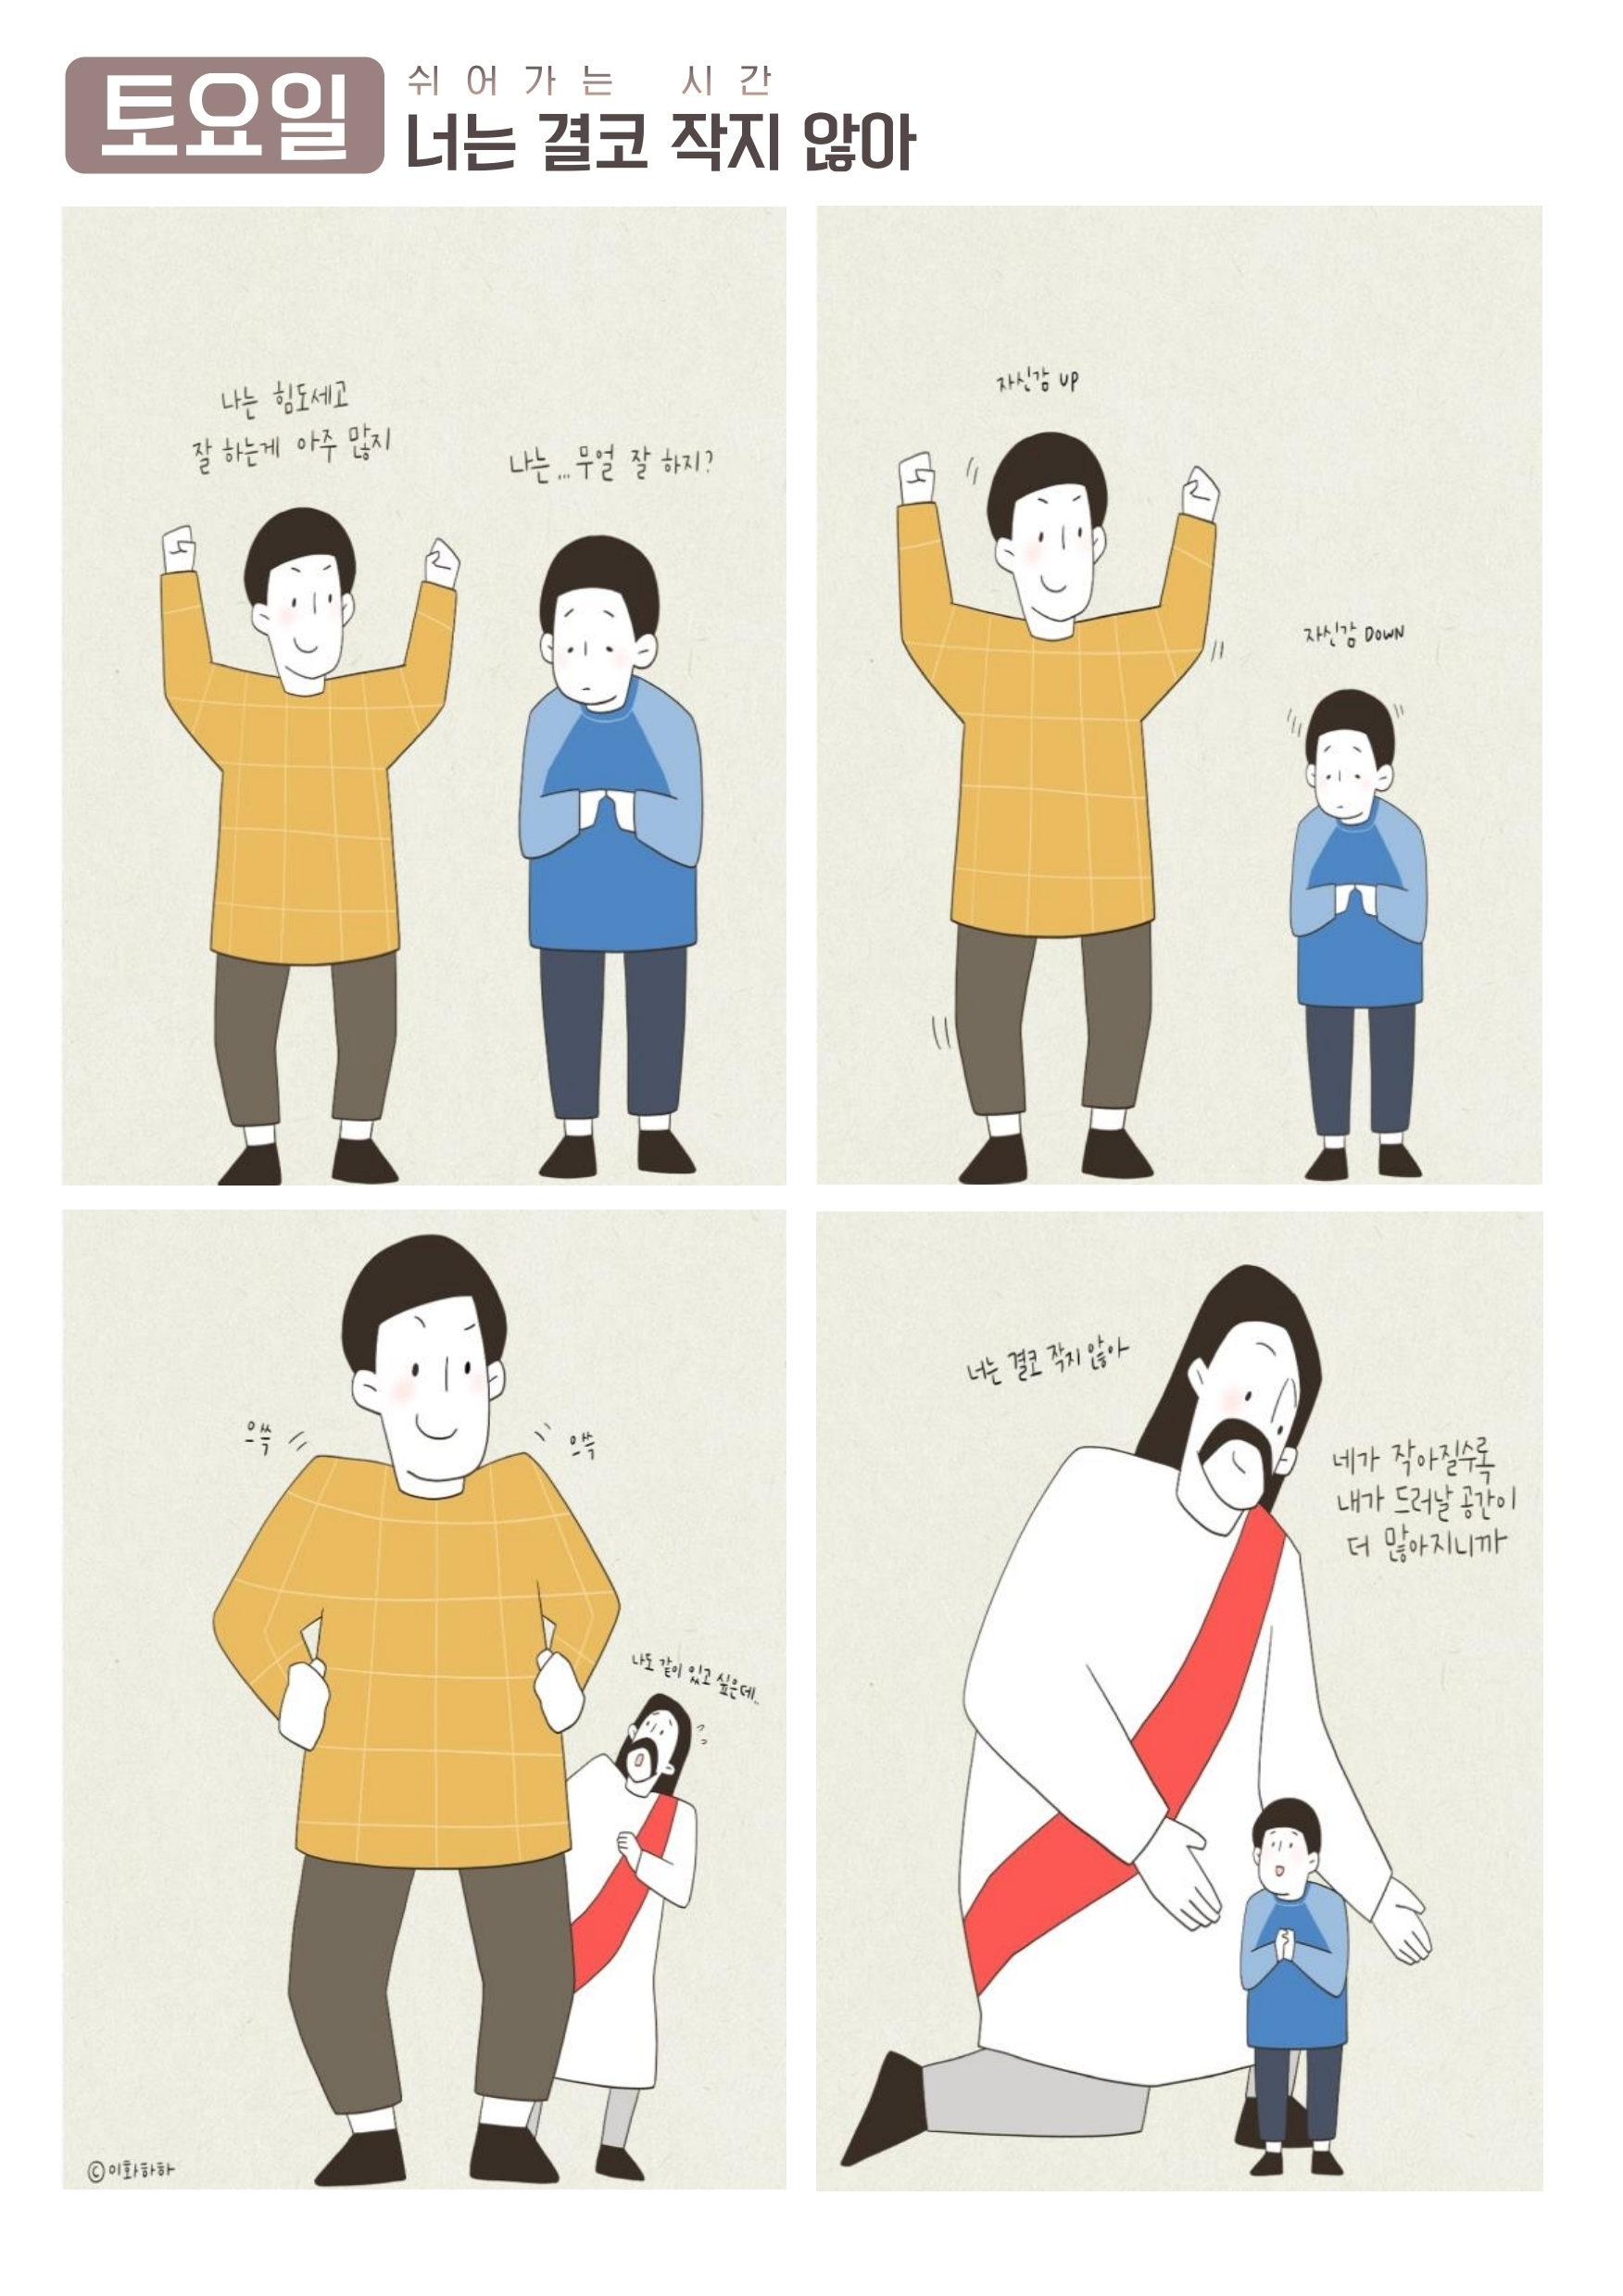 토요일
쉬어가는 시간
너는 결코 작지 않아
나는 힘도세고
잘 하는게 아주 많지
나는...무얼 잘 하지?
자신감 UP
자신감 DOWN
으쓱
으쓱
나도 같이 있고 싶은데..
©이화하하
너는 결코 작지 않아
네가 작아질수록
내가 드러날 공간이
더 많아지니까